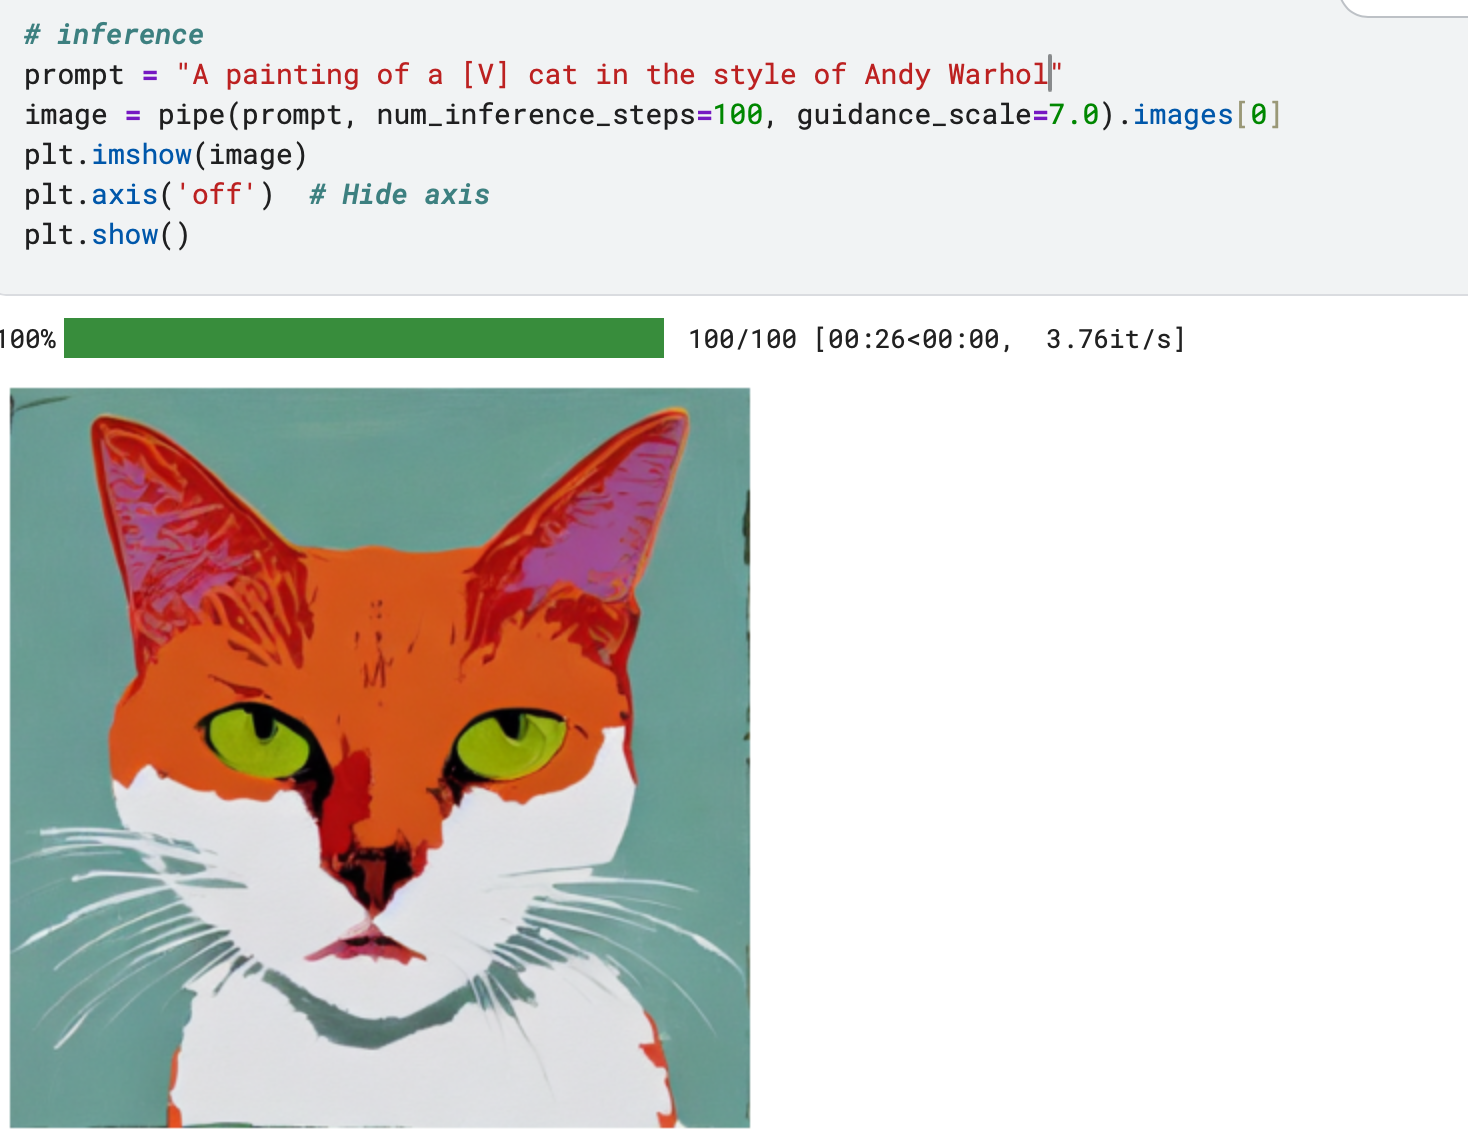 # inference
prompt = "A painting of a [V] cat in the style of Andy Warhol"
image = pipe(prompt, num_inference_steps=100, guidance_scale=7.0).images[0]
plt.imshow(image)
plt.axis('off')  # Hide axis
plt.show()
100% 100/100 [00:26<00:00,  3.76it/s]